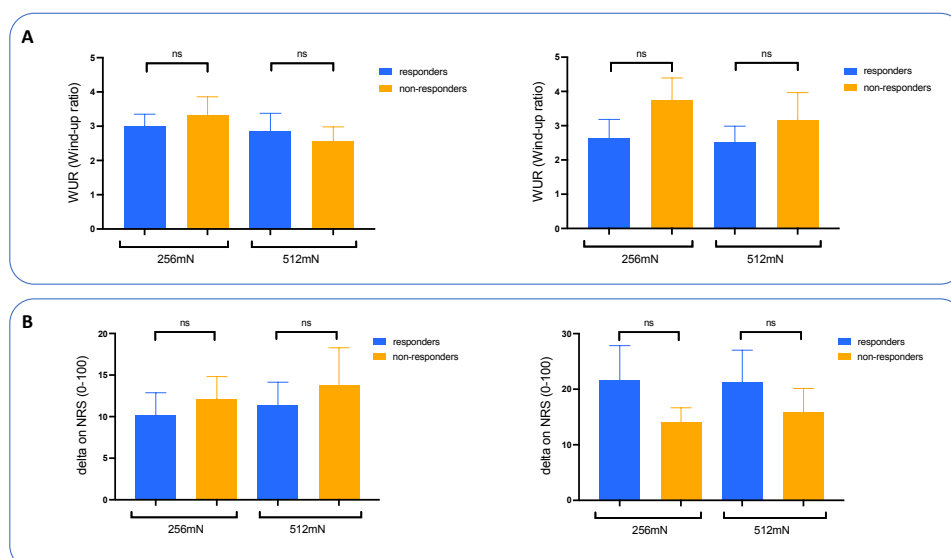 A
ns
ns
responders
non-responders
WUR (Wind-up ratio)
5
4
3
2
1
0
256mN
512mN
ns
ns
responders
non-responders
WUR (Wind-up ratio)
5
4
3
2
1
0
256mN
512mN
B
ns
ns
responders
non-responders
delta on NRS (0-100)
20
15
10
5
0
256mN
512mN
ns
ns
responders
non-responders
delta on NRS (0-100)
30
20
10
0
256mN
512mN